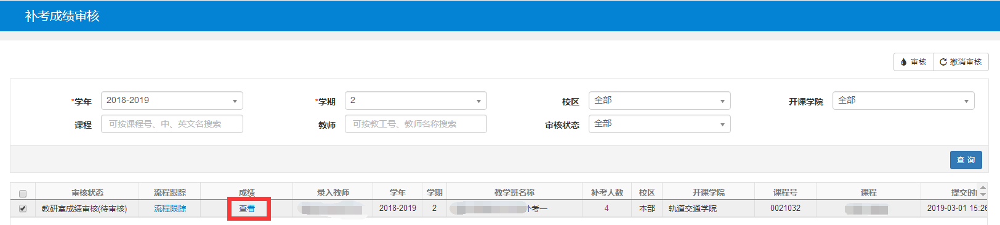 补考成绩审核
审核 撤消审核
*学年 2018-2019 *学期 2 校区 全部 开课学院 全部
课程 可按课程号、中、英文名搜索 教师 可按教工号、教师名称搜索 审核状态 全部
查 询
审核状态 流程跟踪 成绩 录入教师 学年 学期 教学班名称 补考人数 校区 开课学院 课程号 课程 提交时
教研室成绩审核(待审核) 流程跟踪 查看 2018-2019 2 补考一 4 本部 轨道交通学院 0021032 2019-03-01 15:26